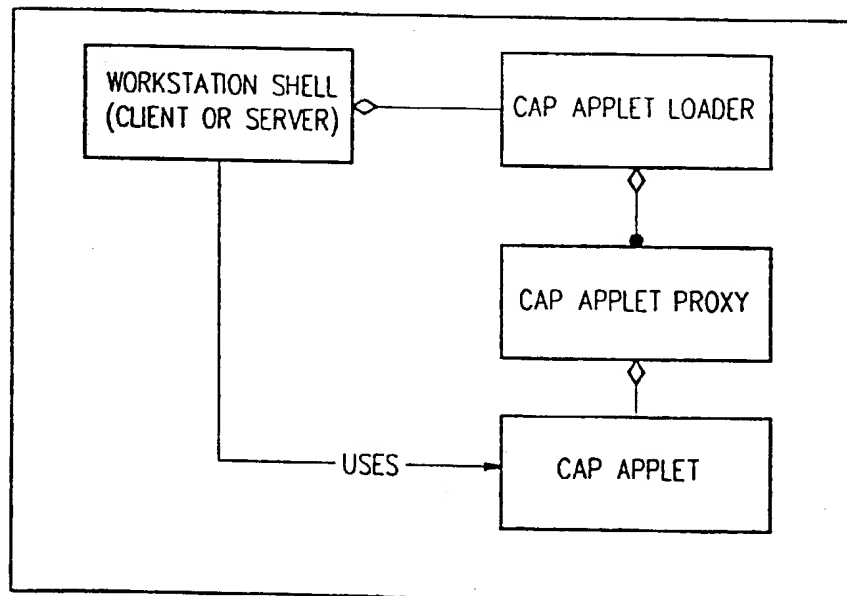 WORKSTATION SHELL
(CLIENT OR SERVER)
CAP APPLET LOADER
CAP APPLET PROXY
USES
CAP APPLET